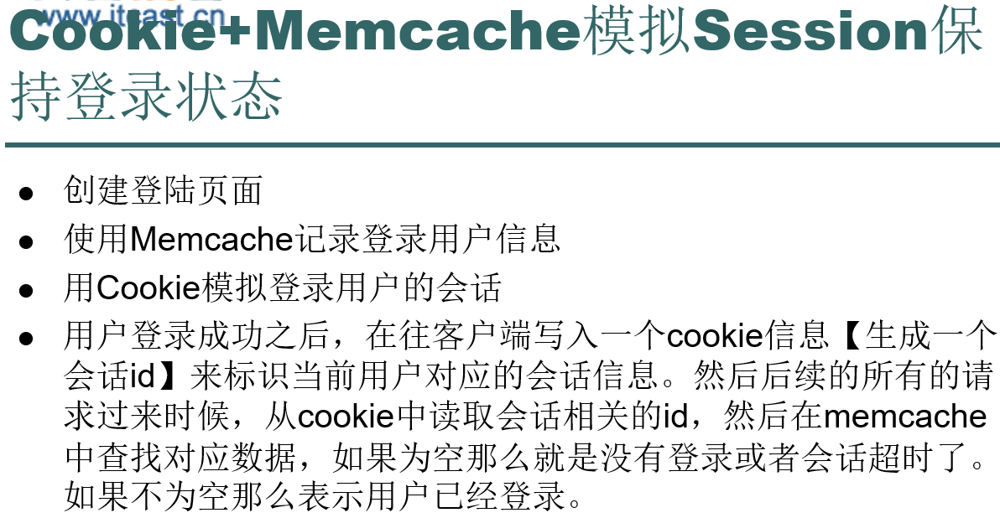 www.itcast.cn
Cookie+Memcache模拟Session保
持登录状态
● 创建登陆页面
● 使用Memcache记录登录用户信息
● 用Cookie模拟登录用户的会话
● 用户登录成功之后，在往客户端写入一个cookie信息【生成一个
会话id】来标识当前用户对应的会话信息。然后后续的所有的请
求过来时候，从cookie中读取会话相关的id，然后在memcache
中查找对应数据，如果为空那么就是没有登录或者会话超时了。
如果不为空那么表示用户已经登录。